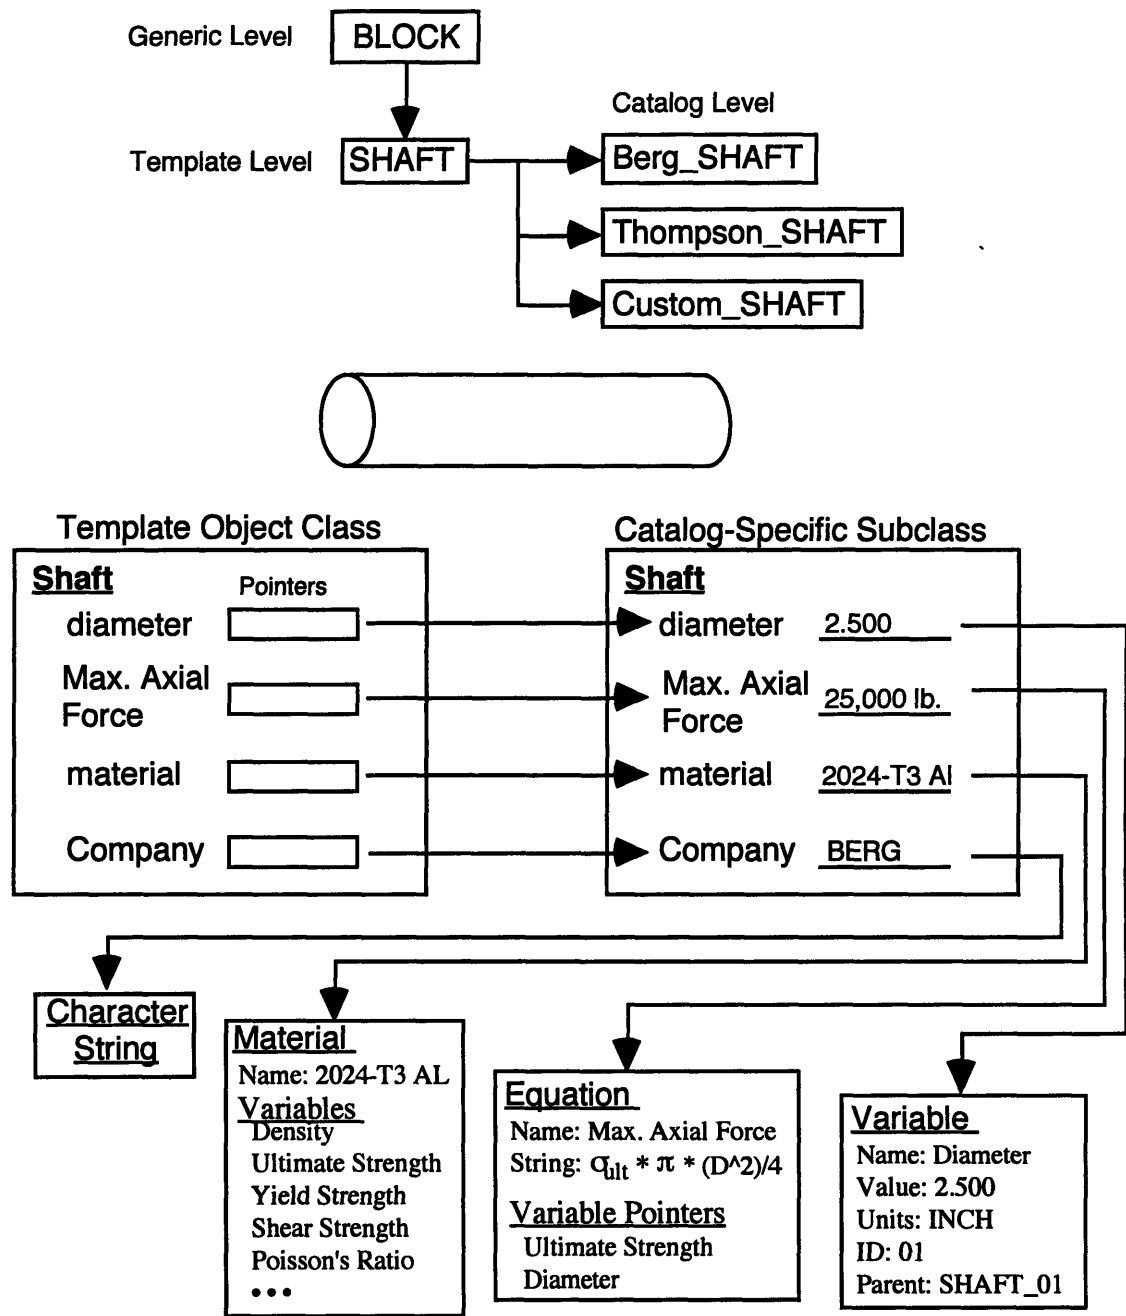 Generic Level
BLOCK
Catalog Level
Template Level
SHAFT
Berg_SHAFT
Thompson_SHAFT
Custom_SHAFT
Template Object Class
Shaft
Pointers
diameter
Max. Axial
Force
material
Company
Catalog-Specific Subclass
Shaft
diameter 2.500
Max. Axial
Force 25,000 lb.
material 2024-T3 Al
Company BERG
Character
String
Material
Name: 2024-T3 AL
Variables
Density
Ultimate Strength
Yield Strength
Shear Strength
Poisson's Ratio
•••
Equation
Name: Max. Axial Force
String: σult * π * (D^2)/4
Variable Pointers
Ultimate Strength
Diameter
Variable
Name: Diameter
Value: 2.500
Units: INCH
ID: 01
Parent: SHAFT_01